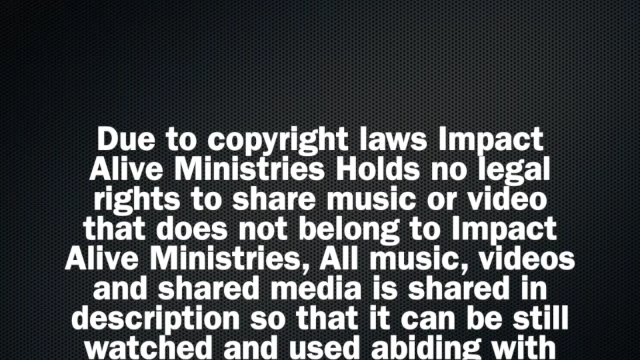 Due to copyright laws Impact
Alive Ministries Holds no legal
rights to share music or video
that does not belong to Impact
Alive Ministries, All music, videos
and shared media is shared in
description so that it can be still
watched and used abiding with